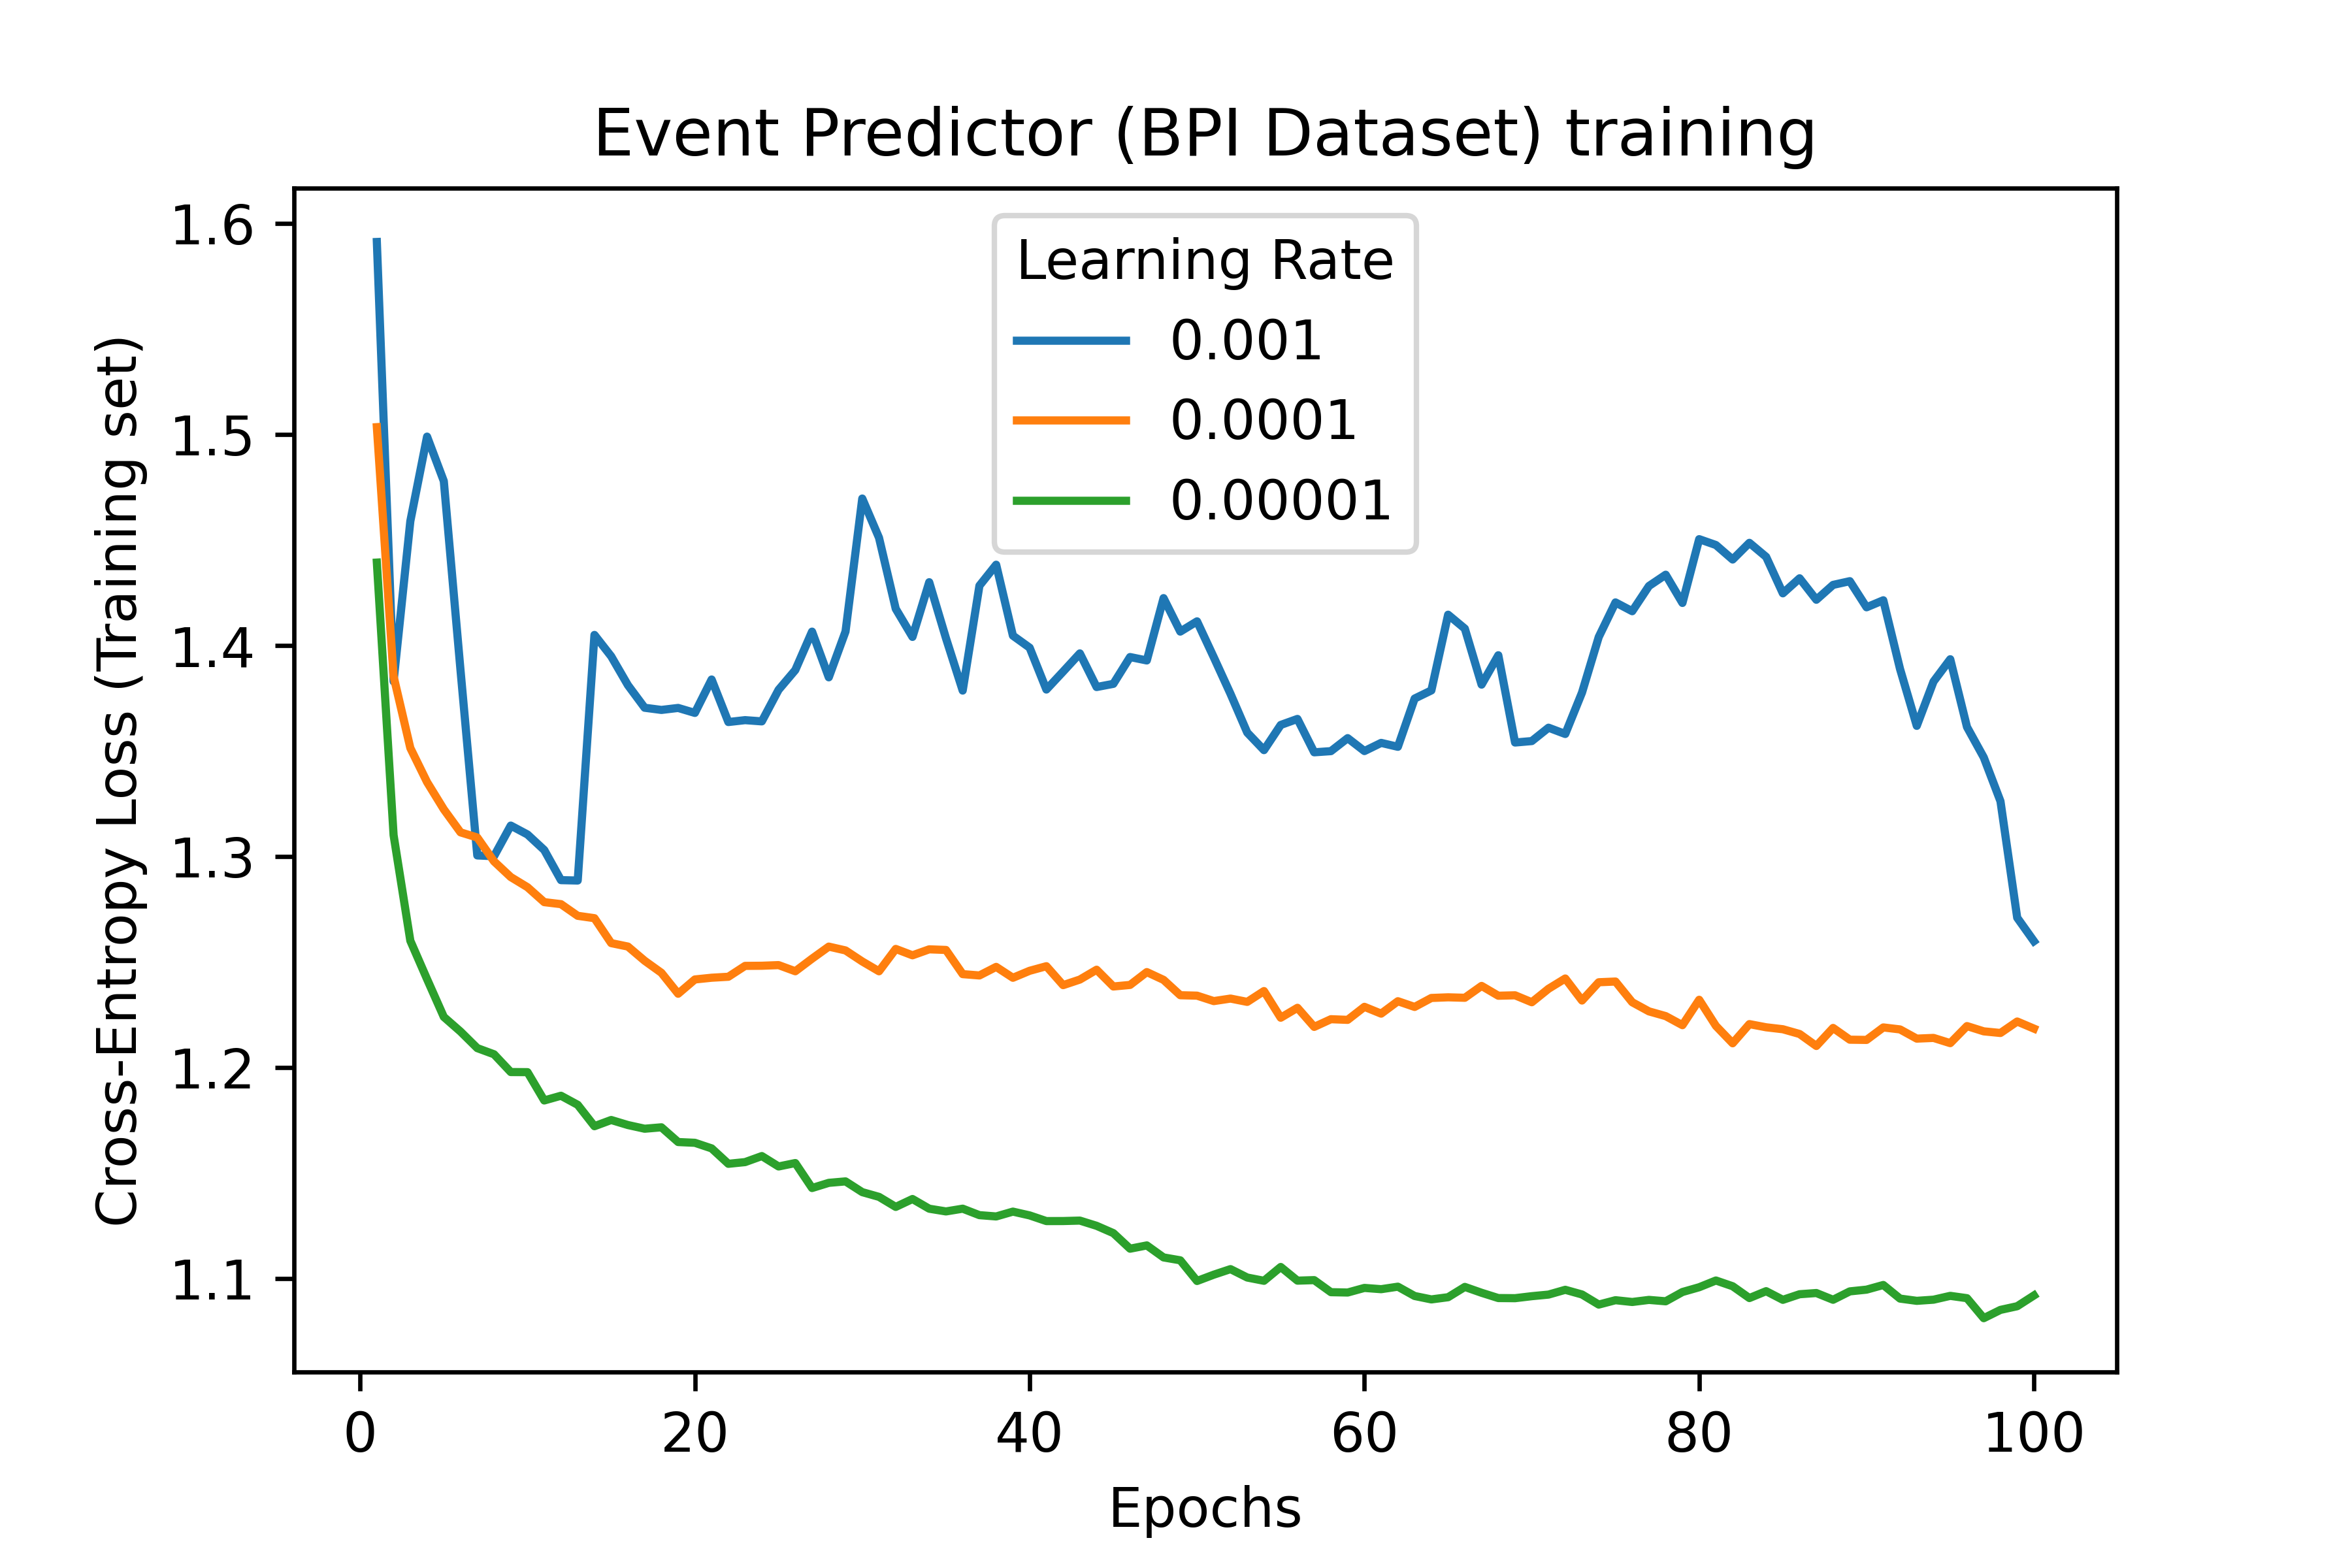 Event Predictor (BPI Dataset) training
Cross-Entropy Loss (Training set)
1.6
1.5
1.4
1.3
1.2
1.1
Learning Rate
0.001
0.0001
0.00001
0 20 40 60 80 100
Epochs